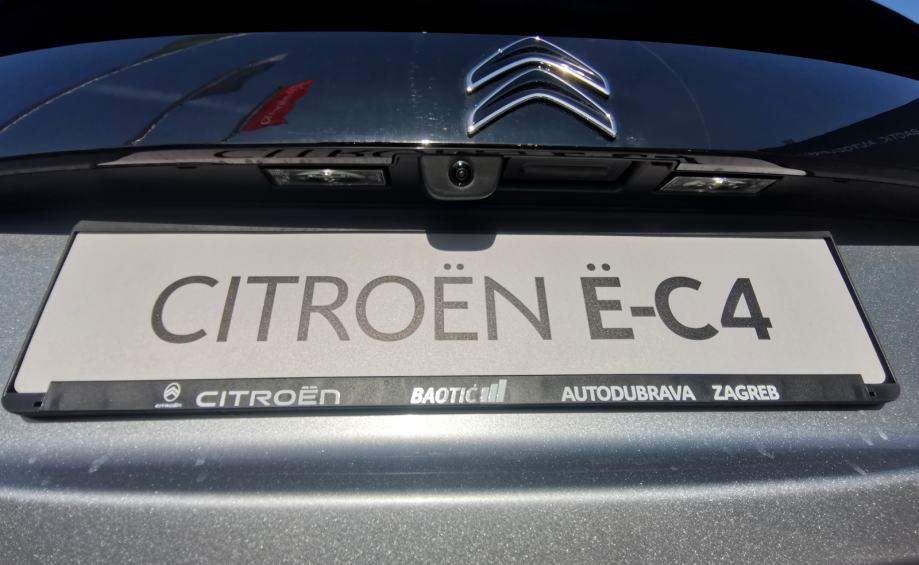 CITROËN Ë-C4
CITROËN BAOTIĆ AUTODUBRAVA ZAGREB